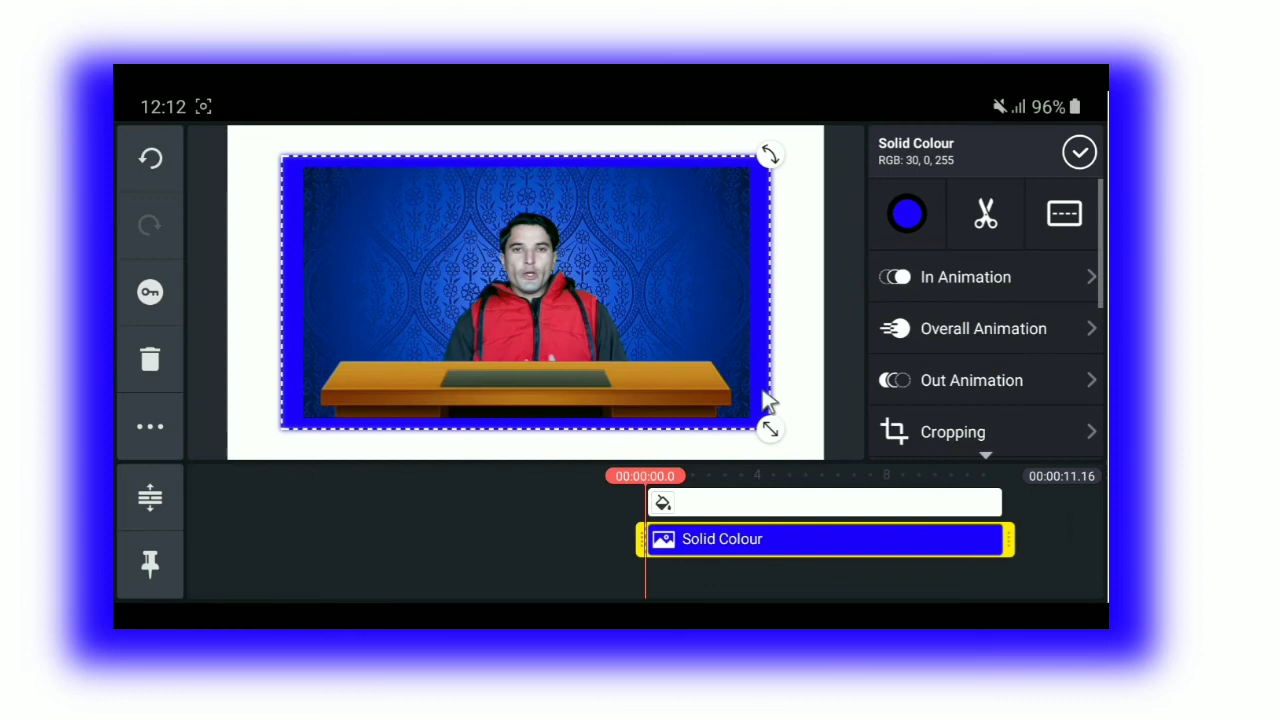 12:12
96%
Solid Colour
RGB: 30, 0, 255
In Animation
Overall Animation
Out Animation
Cropping
00:00:00.0
4
8
00:00:11.16
Solid Colour